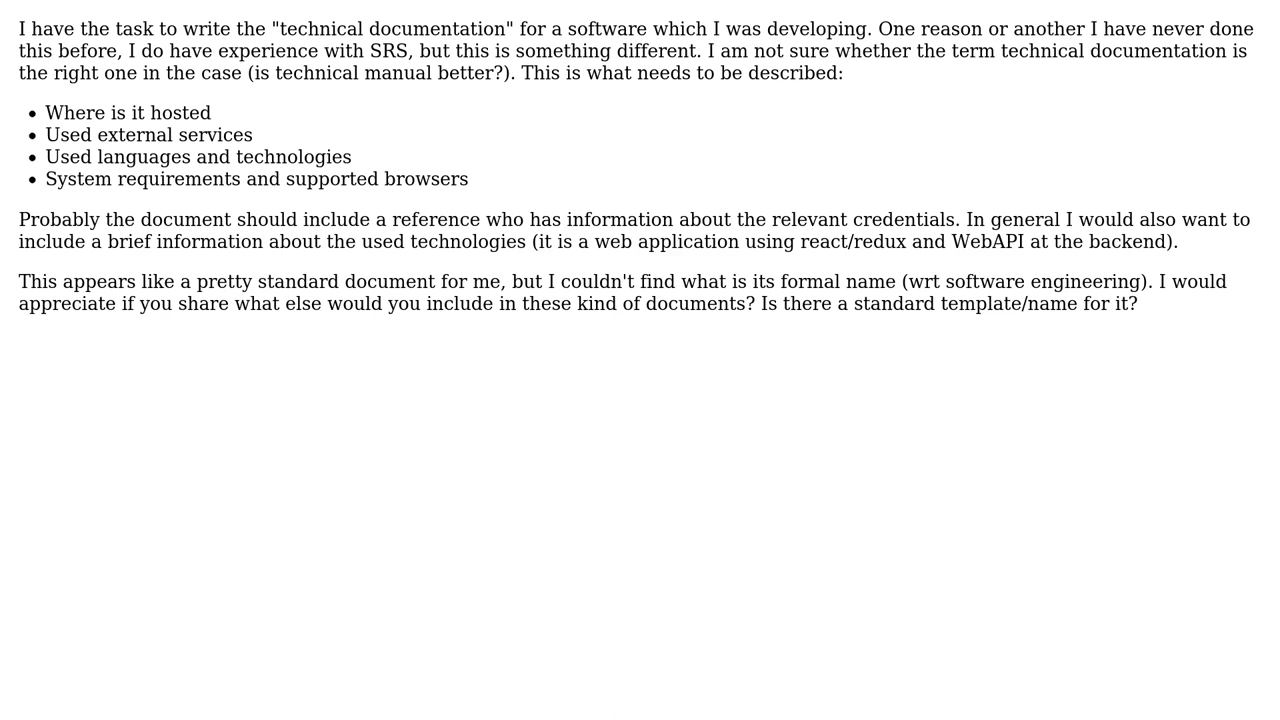 I have the task to write the "technical documentation" for a software which I was developing. One reason or another I have never done
this before, I do have experience with SRS, but this is something different. I am not sure whether the term technical documentation is
the right one in the case (is technical manual better?). This is what needs to be described:
• Where is it hosted
• Used external services
• Used languages and technologies
• System requirements and supported browsers
Probably the document should include a reference who has information about the relevant credentials. In general I would also want to
include a brief information about the used technologies (it is a web application using react/redux and WebAPI at the backend).
This appears like a pretty standard document for me, but I couldn't find what is its formal name (wrt software engineering). I would
appreciate if you share what else would you include in these kind of documents? Is there a standard template/name for it?